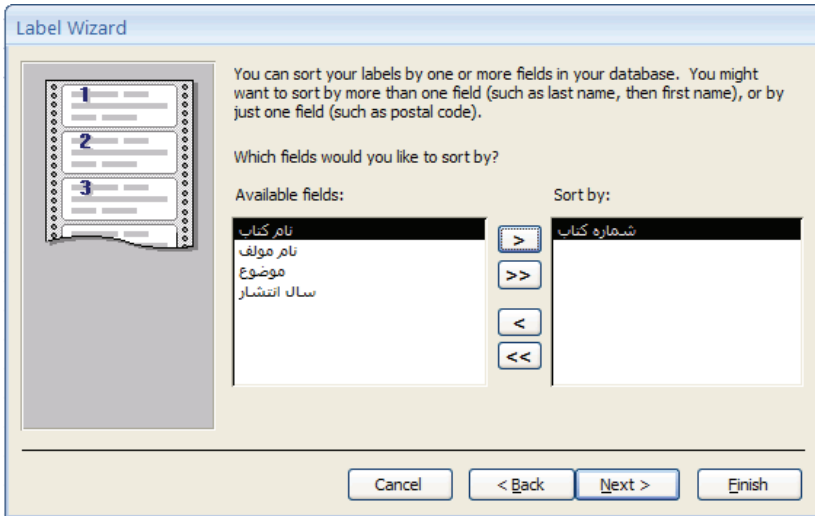 Label Wizard
1
2
3
You can sort your labels by one or more fields in your database. You might
want to sort by more than one field (such as last name, then first name), or by
just one field (such as postal code).
Which fields would you like to sort by?
Available fields:
Sort by:
نام کتاب
نام مولف
موضوع
سال انتشار
>
>>
<
<<
شماره کتاب
Cancel
< Back
Next >
Finish